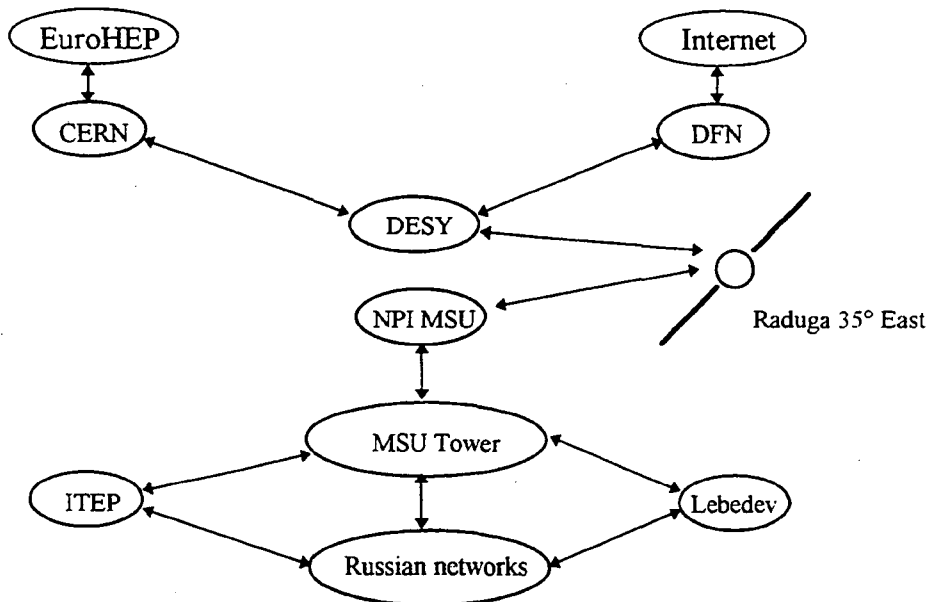 EuroHEP
Internet
CERN
DFN
DESY
NPI MSU
Raduga 35° East
MSU Tower
ITEP
Lebedev
Russian networks